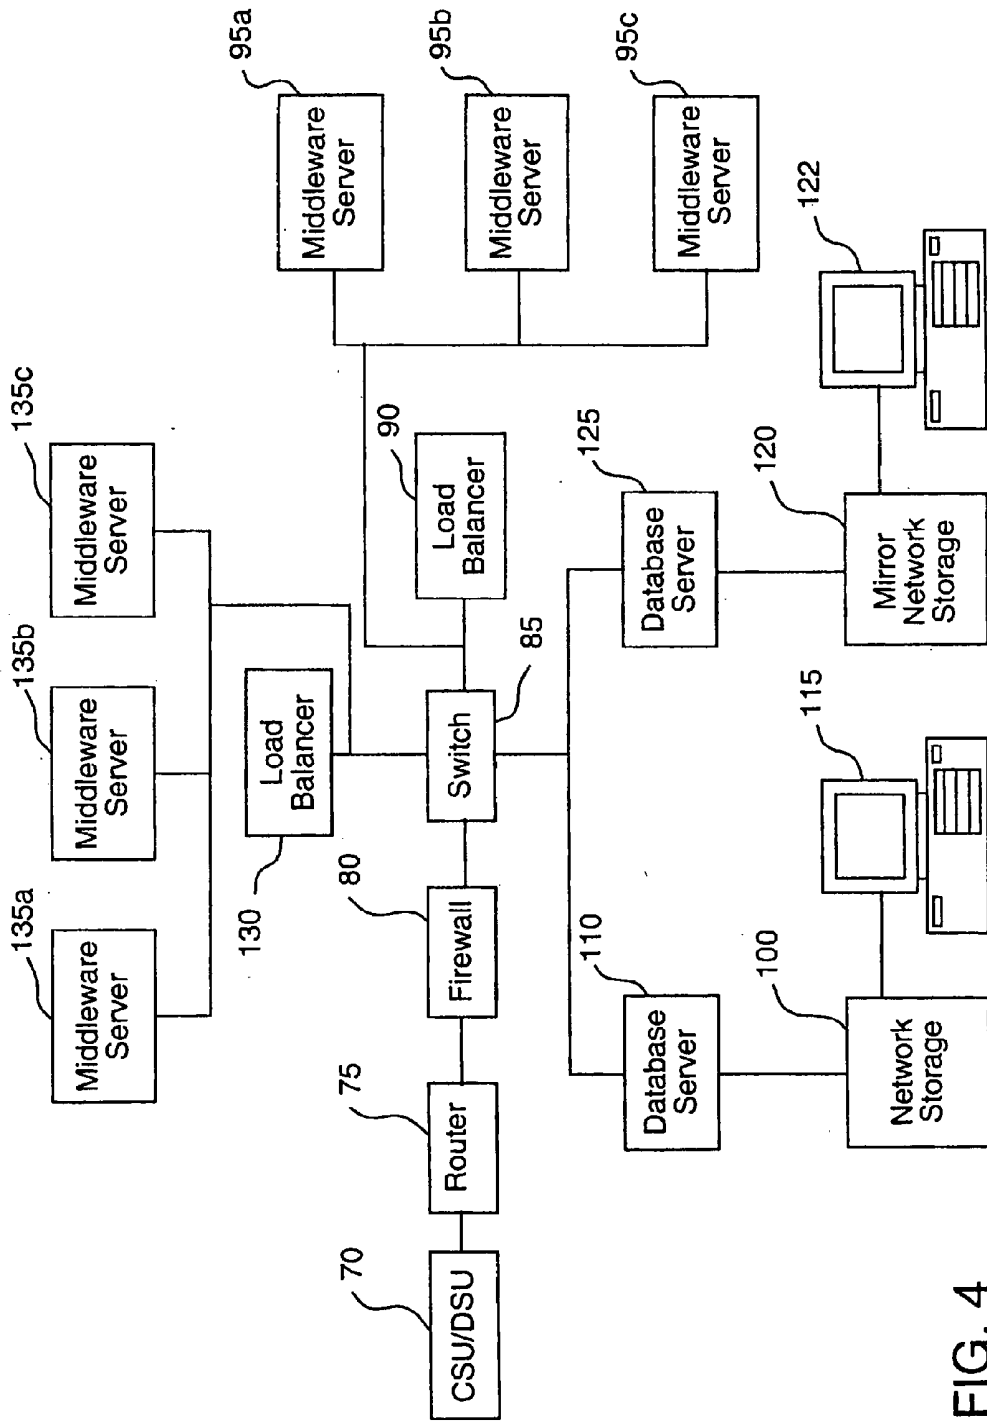 135a
Middleware
Server
135b
Middleware
Server
135c
Middleware
Server
95a
Middleware
Server
95b
Middleware
Server
95c
Middleware
Server
130
Load
Balancer
90
Load
Balancer
70
CSU/DSU
75
Router
80
Firewall
85
Switch
110
Database
Server
125
Database
Server
100
Network
Storage
115
120
Mirror
Network
Storage
122
FIG. 4